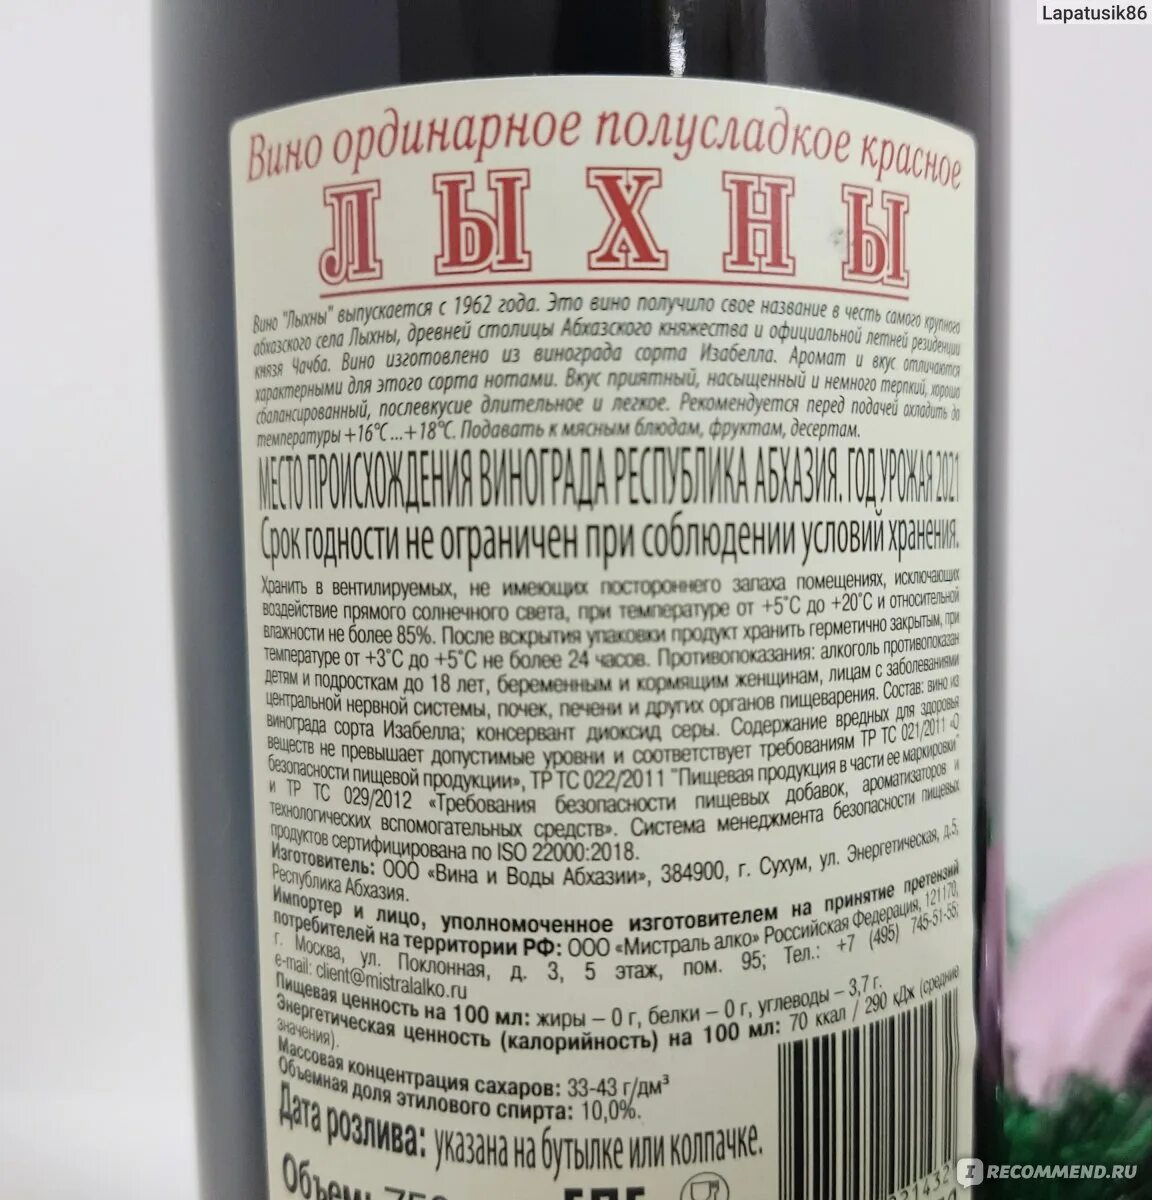 Lapatusik86
Вино ординарное полусладкое красное
ЛЫХНЫ
Вино "Лыхны" выпускается с 1962 года. Это вино получило свое название в честь самого крупного
абхазского села Лыхны, древней столицы Абхазского княжества и официальной летней резиденции
князя Чачба. Вино изготовлено из винограда сорта Изабелла. Аромат и вкус отличаются
характерными для этого сорта нотами. Вкус приятный, насыщенный и немного терпкий, хорошо
сбалансированный, послевкусие длительное и легкое. Рекомендуется перед подачей охладить до
температуры +16°С...+18°С. Подавать к мясным блюдам, фруктам, десертам.
МЕСТО ПРОИСХОЖДЕНИЯ ВИНОГРАДА РЕСПУБЛИКА АБХАЗИЯ. ГОД УРОЖАЯ 2021
Срок годности не ограничен при соблюдении условий хранения.
Хранить в вентилируемых, не имеющих постороннего запаха помещениях, исключающих
воздействие прямого солнечного света, при температуре от +5°С до +20°С и относительной
влажности не более 85%. После вскрытия упаковки продукт хранить герметично закрытым, при
температуре от +3°С до +5°С не более 24 часов. Противопоказания: алкоголь противопоказан
детям и подросткам до 18 лет, беременным и кормящим женщинам, лицам с заболеваниями
центральной нервной системы, почек, печени и других органов пищеварения. Состав: вино из
винограда сорта Изабелла; консервант диоксид серы. Содержание вредных для здоровья
веществ не превышает допустимые уровни и соответствует требованиям ТР ТС 021/2011 «О
безопасности пищевой продукции», ТР ТС 022/2011 "Пищевая продукция в части ее маркировки"
и ТР ТС 029/2012 «Требования безопасности пищевых добавок, ароматизаторов и
технологических вспомогательных средств». Система менеджмента безопасности пищевых
продуктов сертифицирована по ISO 22000:2018.
Изготовитель: ООО «Вина и Воды Абхазии», 384900, г. Сухум, ул. Энергетическая, д.5,
Республика Абхазия.
Импортер и лицо, уполномоченное изготовителем на принятие претензий
потребителей на территории РФ: ООО «Мистраль алко» Российская Федерация, 121170,
г. Москва, ул. Поклонная, д. 3, 5 этаж, пом. 95; Тел.: +7 (495) 745-51-55;
e-mail: client@mistralalko.ru
Пищевая ценность на 100 мл: жиры – 0 г, белки – 0 г, углеводы – 3,7 г.
Энергетическая ценность (калорийность) на 100 мл: 70 ккал / 290 кДж (средние
значения).
Массовая концентрация сахаров: 33-43 г/дм³
Объемная доля этилового спирта: 10,0%.
Дата розлива: указана на бутылке или колпачке.
Объем:
IRECOMMEND.RU